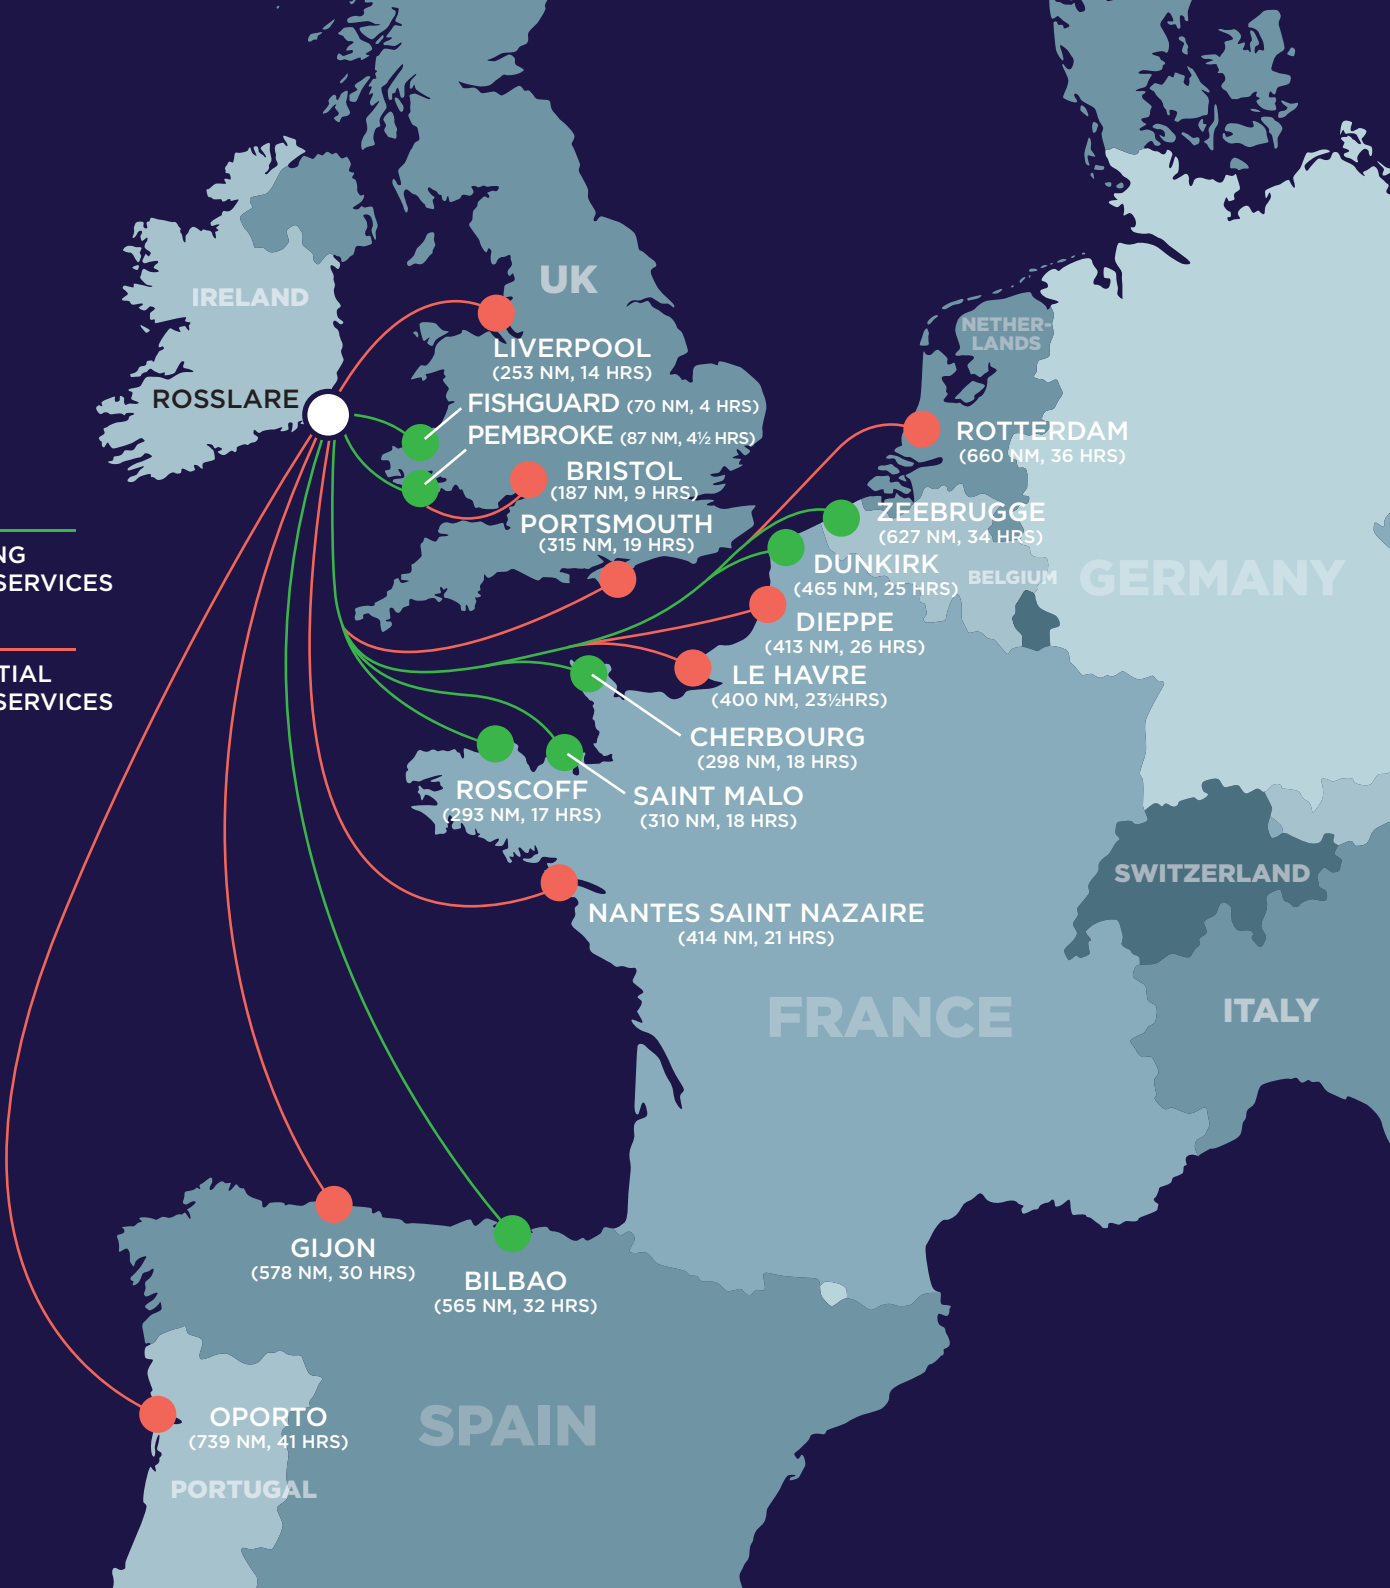 UK
IRELAND
NETHER-
LANDS
LIVERPOOL
(253 NM, 14 HRS)
ROSSLARE
FISHGUARD (70 NM, 4 HRS)
PEMBROKE (87 NM, 4½ HRS)
ROTTERDAM
(660 NM, 36 HRS)
BRISTOL
(187 NM, 9 HRS)
PORTSMOUTH
(315 NM, 19 HRS)
ZEEBRUGGE
(627 NM, 34 HRS)
NG
SERVICES
DUNKIRK
(465 NM, 25 HRS)
BELGIUM
GERMANY
DIEPPE
(413 NM, 26 HRS)
TIAL
SERVICES
LE HAVRE
(400 NM, 23½HRS)
CHERBOURG
(298 NM, 18 HRS)
ROSCOFF
(293 NM, 17 HRS)
SAINT MALO
(310 NM, 18 HRS)
SWITZERLAND
NANTES SAINT NAZAIRE
(414 NM, 21 HRS)
FRANCE
ITALY
GIJON
(578 NM, 30 HRS)
BILBAO
(565 NM, 32 HRS)
OPORTO
(739 NM, 41 HRS)
SPAIN
PORTUGAL